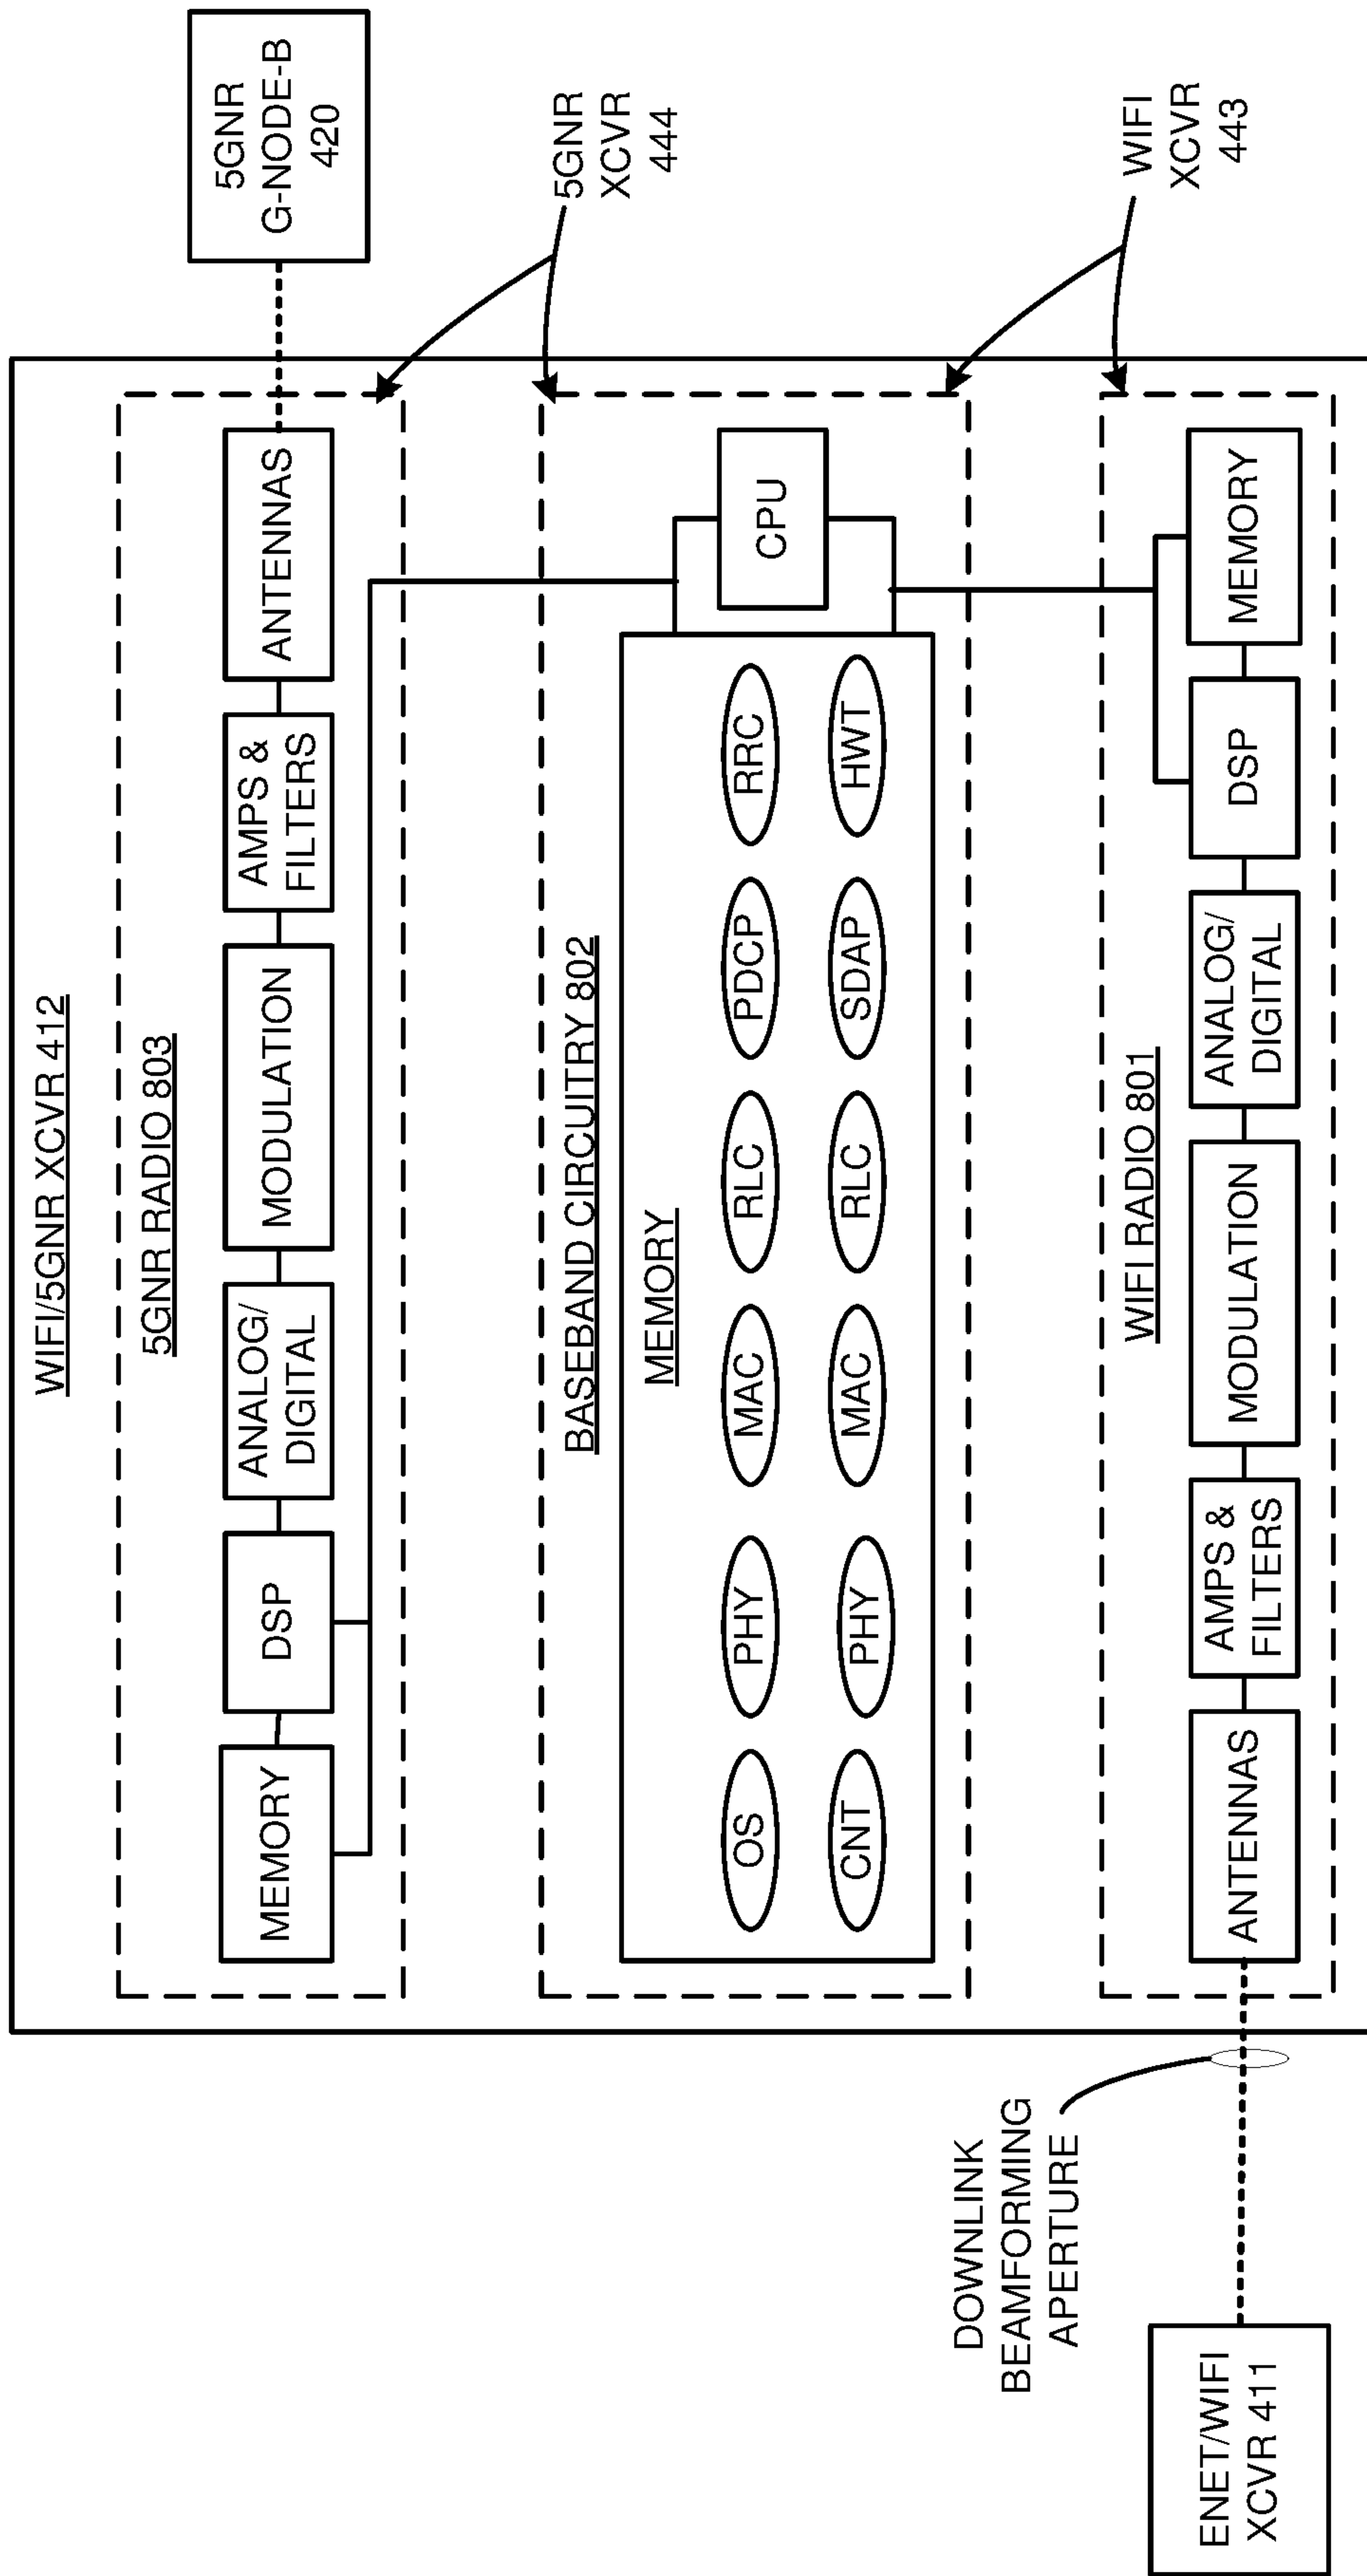 WIFI/5GNR XCVR 412
5GNR RADIO 803
MEMORY
DSP
ANALOG/
DIGITAL
MODULATION
AMPS &
FILTERS
ANTENNAS
5GNR
G-NODE-B
420
5GNR
XCVR
444
BASEBAND CIRCUITRY 802
MEMORY
OS
PHY
MAC
RLC
PDCP
RRC
CNT
PHY
MAC
RLC
SDAP
HWT
CPU
WIFI
XCVR
443
WIFI RADIO 801
ANTENNAS
AMPS &
FILTERS
MODULATION
ANALOG/
DIGITAL
DSP
MEMORY
DOWNLINK
BEAMFORMING
APERTURE
ENET/WIFI
XCVR 411